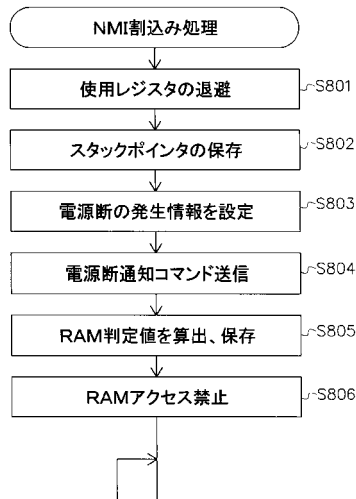 NMI割込み処理
使用レジスタの退避
S801
スタックポインタの保存
S802
電源断の発生情報を設定
S803
電源断通知コマンド送信
S804
RAM判定値を算出、保存
S805
RAMアクセス禁止
S806